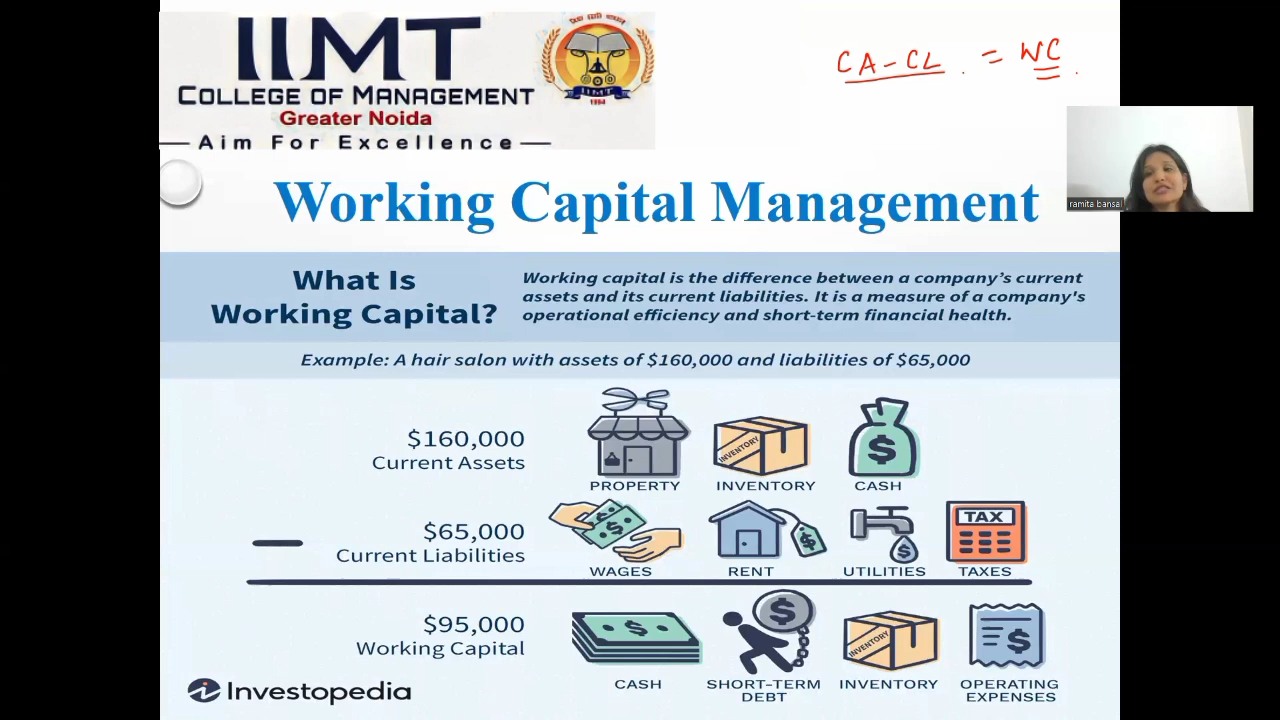 IIMT
COLLEGE OF MANAGEMENT
Greater Noida
Aim For Excellence
IIMT
1994
CA - CL = WC
ramita bansal
Working Capital Management
What Is
Working Capital?
Working capital is the difference between a company's current
assets and its current liabilities. It is a measure of a company's
operational efficiency and short-term financial health.
Example: A hair salon with assets of $160,000 and liabilities of $65,000
$160,000
Current Assets
INVENTORY
$
PROPERTY
INVENTORY
CASH
$65,000
Current Liabilities
TAX
WAGES
RENT
UTILITIES
TAXES
$95,000
Working Capital
$
$
INVENTORY
$
CASH
SHORT-TERM
DEBT
INVENTORY
OPERATING
EXPENSES
Investopedia